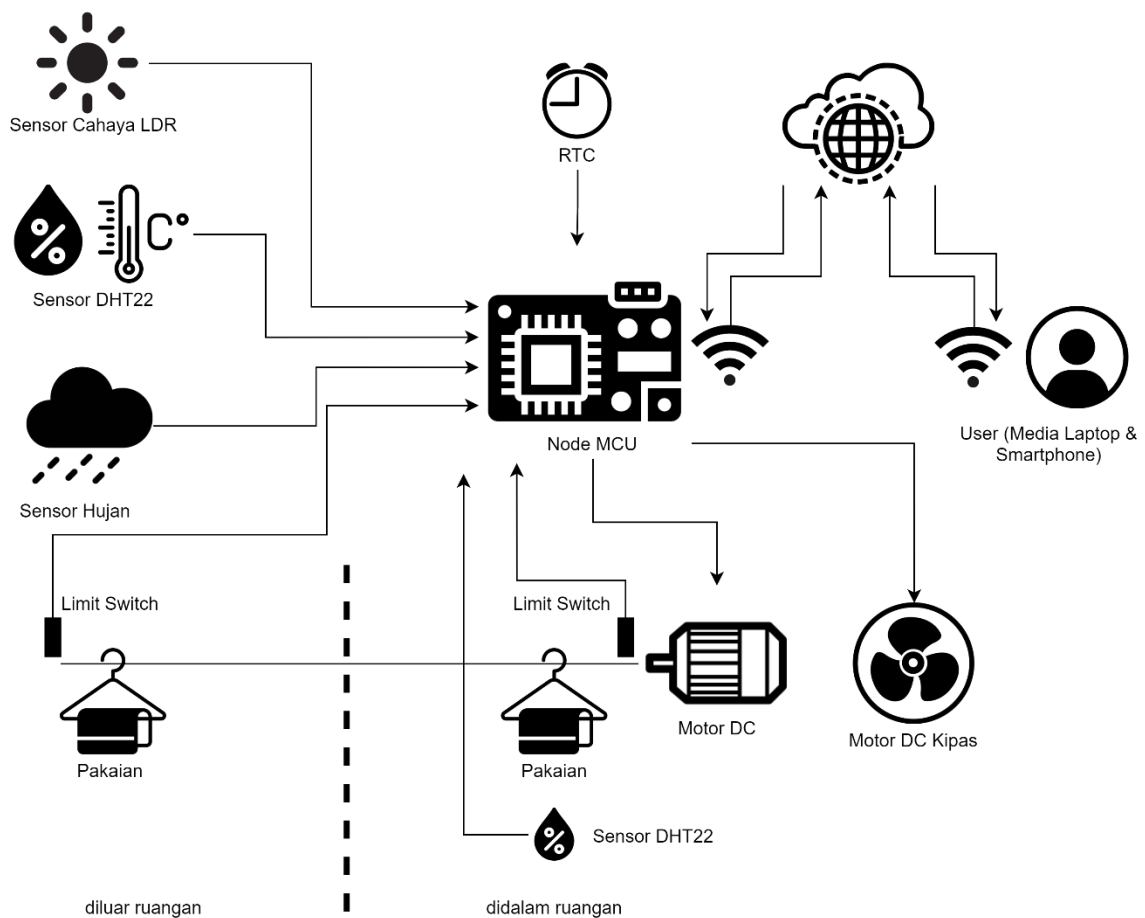 Sensor Cahaya LDR
RTC
C°
Sensor DHT22
Node MCU
User (Media Laptop &
Smartphone)
Sensor Hujan
Limit Switch
Limit Switch
Motor DC
Motor DC Kipas
Pakaian
Pakaian
Sensor DHT22
diluar ruangan
didalam ruangan